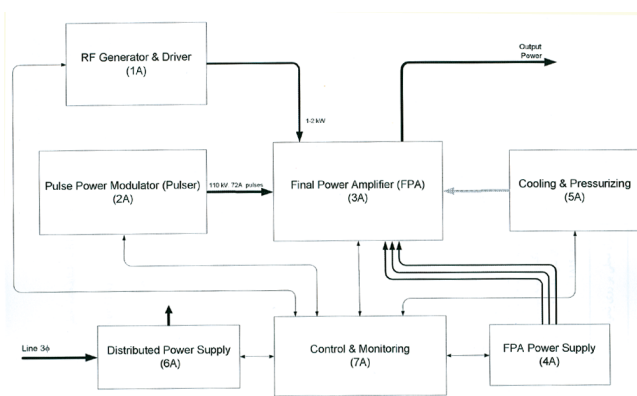 RF Generator & Driver
(1A)
Output
Power
1-2 kW
Pulse Power Modulator (Pulser)
(2A)
110 kV 72A pulses
Final Power Amplifier (FPA)
(3A)
Cooling & Pressurizing
(5A)
Line 3ϕ
Distributed Power Supply
(6A)
Control & Monitoring
(7A)
FPA Power Supply
(4A)